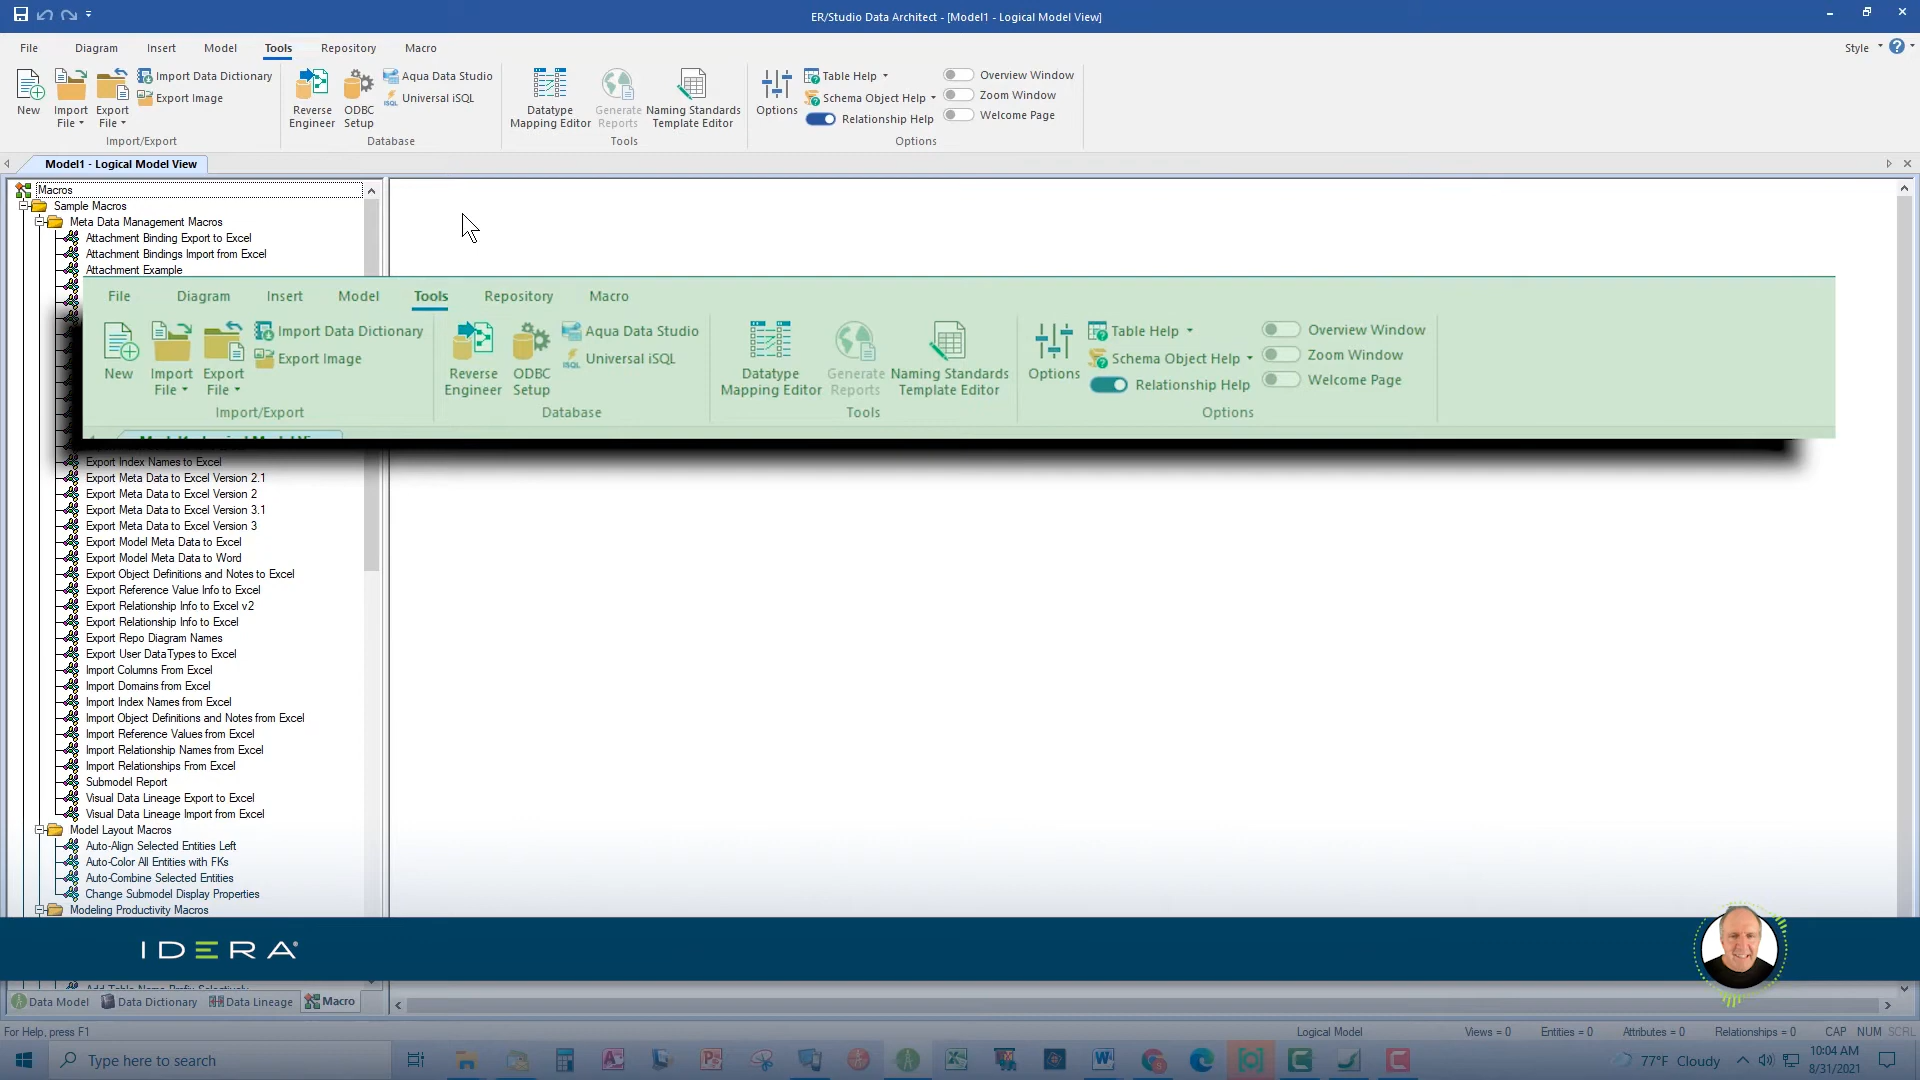 ER/Studio Data Architect - [Model1 - Logical Model View]
File Diagram Insert Model Tools Repository Macro Style
New
Import File
Export File
Import Data Dictionary
Export Image
Import/Export
Reverse Engineer
ODBC Setup
Aqua Data Studio
Universal iSQL
Database
Datatype Mapping Editor
Generate Reports
Naming Standards Template Editor
Tools
Options
Table Help
Schema Object Help
Relationship Help
Overview Window
Zoom Window
Welcome Page
Options
Model1 - Logical Model View
Macros
Sample Macros
Meta Data Management Macros
Attachment Binding Export to Excel
Attachment Bindings Import from Excel
Attachment Example
File Diagram Insert Model Tools Repository Macro
New
Import File
Export File
Import Data Dictionary
Export Image
Import/Export
Reverse Engineer
ODBC Setup
Aqua Data Studio
Universal iSQL
Database
Datatype Mapping Editor
Generate Reports
Naming Standards Template Editor
Tools
Options
Table Help
Schema Object Help
Relationship Help
Overview Window
Zoom Window
Welcome Page
Options
Export Index Names to Excel
Export Meta Data to Excel Version 2.1
Export Meta Data to Excel Version 2
Export Meta Data to Excel Version 3.1
Export Meta Data to Excel Version 3
Export Model Meta Data to Excel
Export Model Meta Data to Word
Export Object Definitions and Notes to Excel
Export Reference Value Info to Excel
Export Relationship Info to Excel v2
Export Relationship Info to Excel
Export Repo Diagram Names
Export User DataTypes to Excel
Import Columns From Excel
Import Domains from Excel
Import Index Names from Excel
Import Object Definitions and Notes from Excel
Import Reference Values from Excel
Import Relationship Names from Excel
Import Relationships From Excel
Submodel Report
Visual Data Lineage Export to Excel
Visual Data Lineage Import from Excel
Model Layout Macros
Auto-Align Selected Entities Left
Auto-Color All Entities with FKs
Auto-Combine Selected Entities
Change Submodel Display Properties
Modeling Productivity Macros
IDERA
Add Table Name Prefix Selectively
Data Model Data Dictionary Data Lineage Macro
For Help, press F1 Logical Model Views = 0 Entities = 0 Attributes = 0 Relationships = 0 CAP NUM SCRL
Type here to search
77°F Cloudy
10:04 AM
8/31/2021